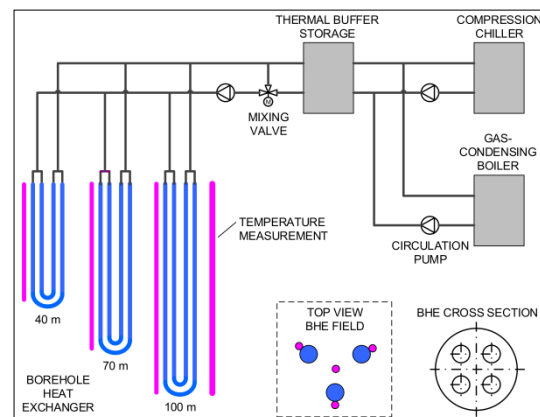 THERMAL BUFFER
STORAGE
COMPRESSION
CHILLER
MIXING
VALVE
M
GAS-
CONDENSING
BOILER
TEMPERATURE
MEASUREMENT
CIRCULATION
PUMP
40 m
70 m
100 m
BOREHOLE
HEAT
EXCHANGER
TOP VIEW
BHE FIELD
BHE CROSS SECTION